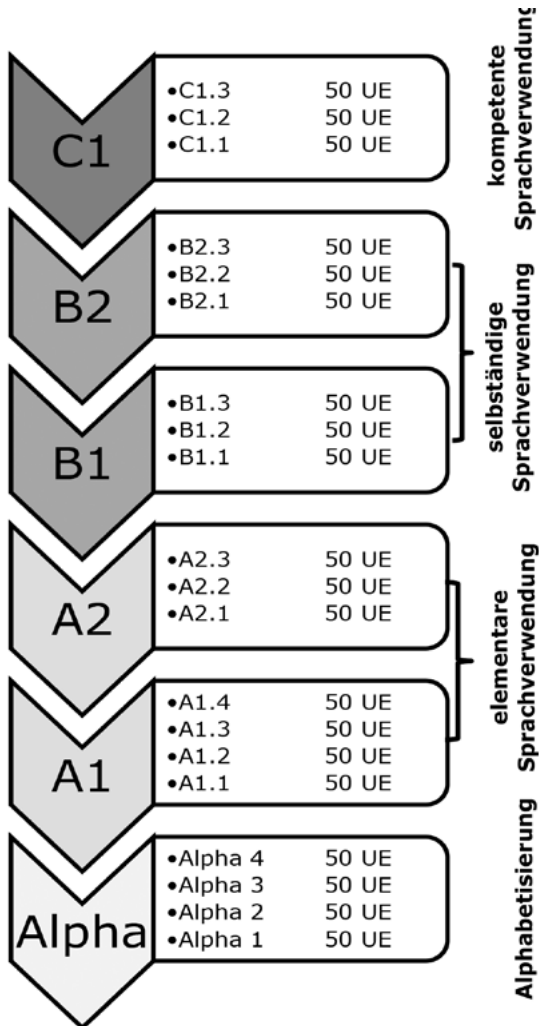 C1
•C1.3 50 UE
•C1.2 50 UE
•C1.1 50 UE
kompetente
Sprachverwendung
B2
•B2.3 50 UE
•B2.2 50 UE
•B2.1 50 UE
B1
•B1.3 50 UE
•B1.2 50 UE
•B1.1 50 UE
selbständige
Sprachverwendung
A2
•A2.3 50 UE
•A2.2 50 UE
•A2.1 50 UE
A1
•A1.4 50 UE
•A1.3 50 UE
•A1.2 50 UE
•A1.1 50 UE
elementare
Sprachverwendung
Alpha
•Alpha 4 50 UE
•Alpha 3 50 UE
•Alpha 2 50 UE
•Alpha 1 50 UE
Alphabetisierung